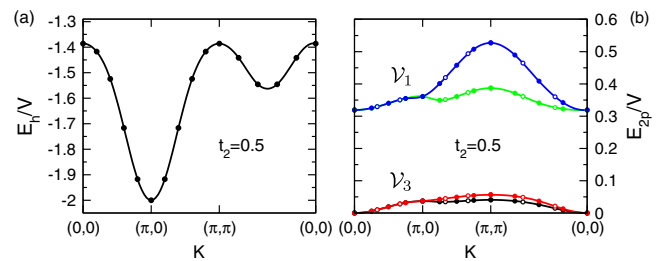 (a)
-1.3
-1.4
-1.5
-1.6
-1.7
-1.8
-1.9
-2
E_h/V
t_2=0.5
(0,0)
(π,0)
(π,π)
(0,0)
K
(b)
0.6
0.5
0.4
0.3
0.2
0.1
0
E_{2p}/V
𝒱_1
t_2=0.5
𝒱_3
(0,0)
(π,0)
(π,π)
(0,0)
K